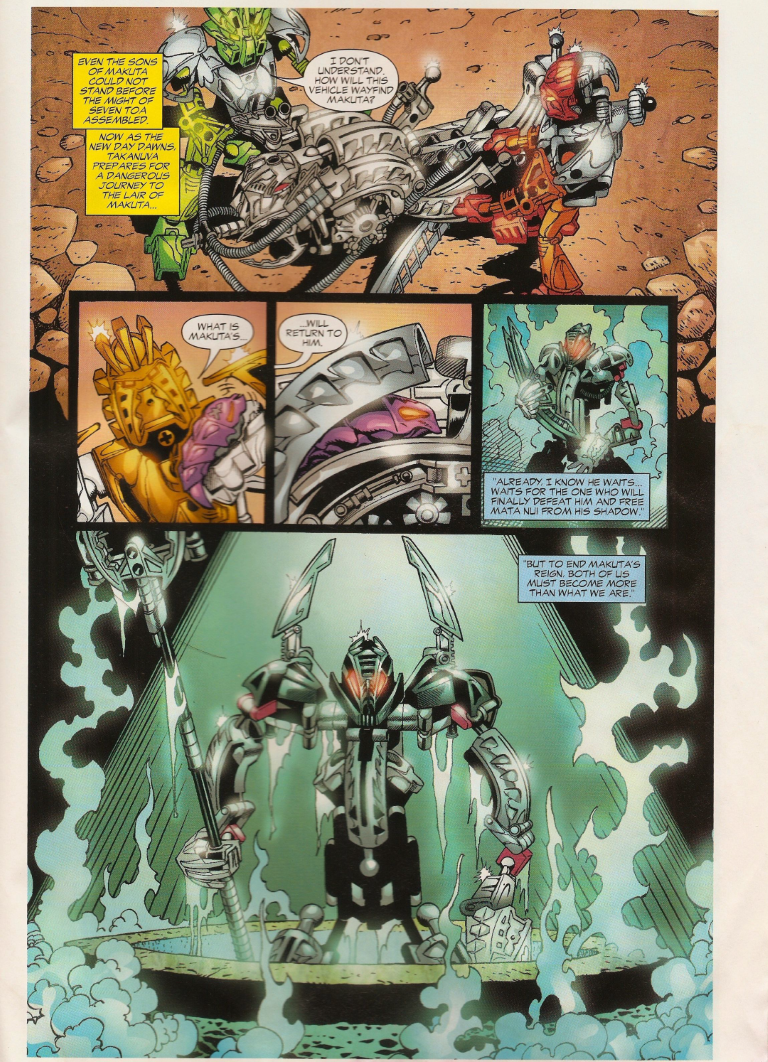 EVEN THE SONS
OF MAKUTA
COULD NOT
STAND BEFORE
THE MIGHT OF
SEVEN TOA
ASSEMBLED.
NOW AS THE
NEW DAY DAWNS,
TAKANUVA
PREPARES FOR
A DANGEROUS
JOURNEY TO
THE LAIR OF
MAKUTA...
I DON'T
UNDERSTAND.
HOW WILL THIS
VEHICLE WAYFIND
MAKUTA?
WHAT IS
MAKUTA'S...
...WILL
RETURN TO
HIM.
"ALREADY, I KNOW HE WAITS...
WAITS FOR THE ONE WHO WILL
FINALLY DEFEAT HIM AND FREE
MATA NUI FROM HIS SHADOW."
"BUT TO END MAKUTA'S
REIGN, BOTH OF US
MUST BECOME MORE
THAN WHAT WE ARE."